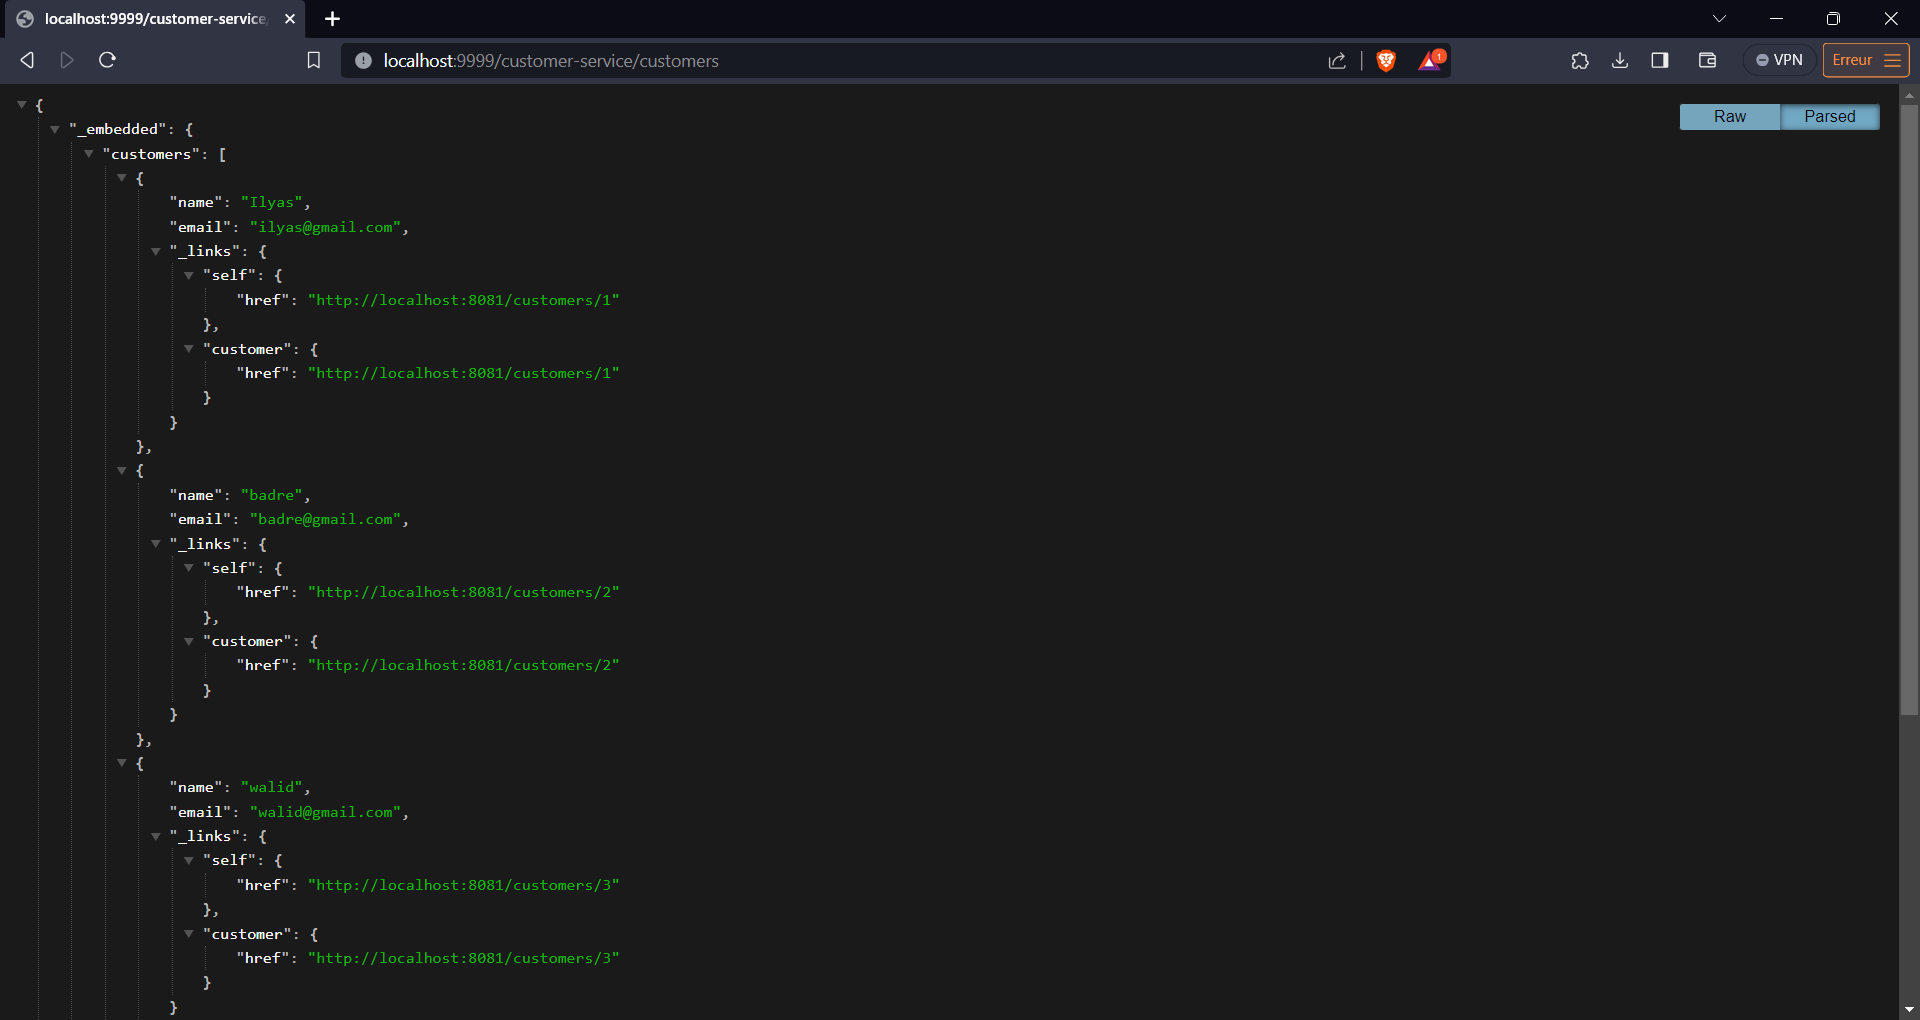 localhost:9999/customer-service/
localhost:9999/customer-service/customers
1
VPN
Erreur
Raw
Parsed
{
"_embedded": {
"customers": [
{
"name": "Ilyas",
"email": "ilyas@gmail.com",
"_links": {
"self": {
"href": "http://localhost:8081/customers/1"
},
"customer": {
"href": "http://localhost:8081/customers/1"
}
}
},
{
"name": "badre",
"email": "badre@gmail.com",
"_links": {
"self": {
"href": "http://localhost:8081/customers/2"
},
"customer": {
"href": "http://localhost:8081/customers/2"
}
}
},
{
"name": "walid",
"email": "walid@gmail.com",
"_links": {
"self": {
"href": "http://localhost:8081/customers/3"
},
"customer": {
"href": "http://localhost:8081/customers/3"
}
}